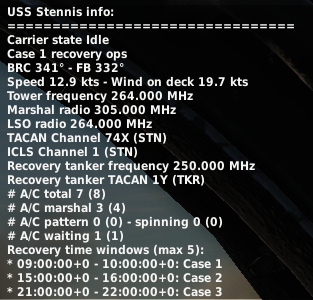 USS Stennis info:
================================
Carrier state Idle
Case 1 recovery ops
BRC 341° - FB 332°
Speed 12.9 kts - Wind on deck 19.7 kts
Tower frequency 264.000 MHz
Marshal radio 305.000 MHz
LSO radio 264.000 MHz
TACAN Channel 74X (STN)
ICLS Channel 1 (STN)
Recovery tanker frequency 250.000 MHz
Recovery tanker TACAN 1Y (TKR)
# A/C total 7 (8)
# A/C marshal 3 (4)
# A/C pattern 0 (0) - spinning 0 (0)
# A/C waiting 1 (1)
Recovery time windows (max 5):
* 09:00:00+0 - 10:00:00+0: Case 1
* 15:00:00+0 - 16:00:00+0: Case 2
* 21:00:00+0 - 22:00:00+0: Case 3